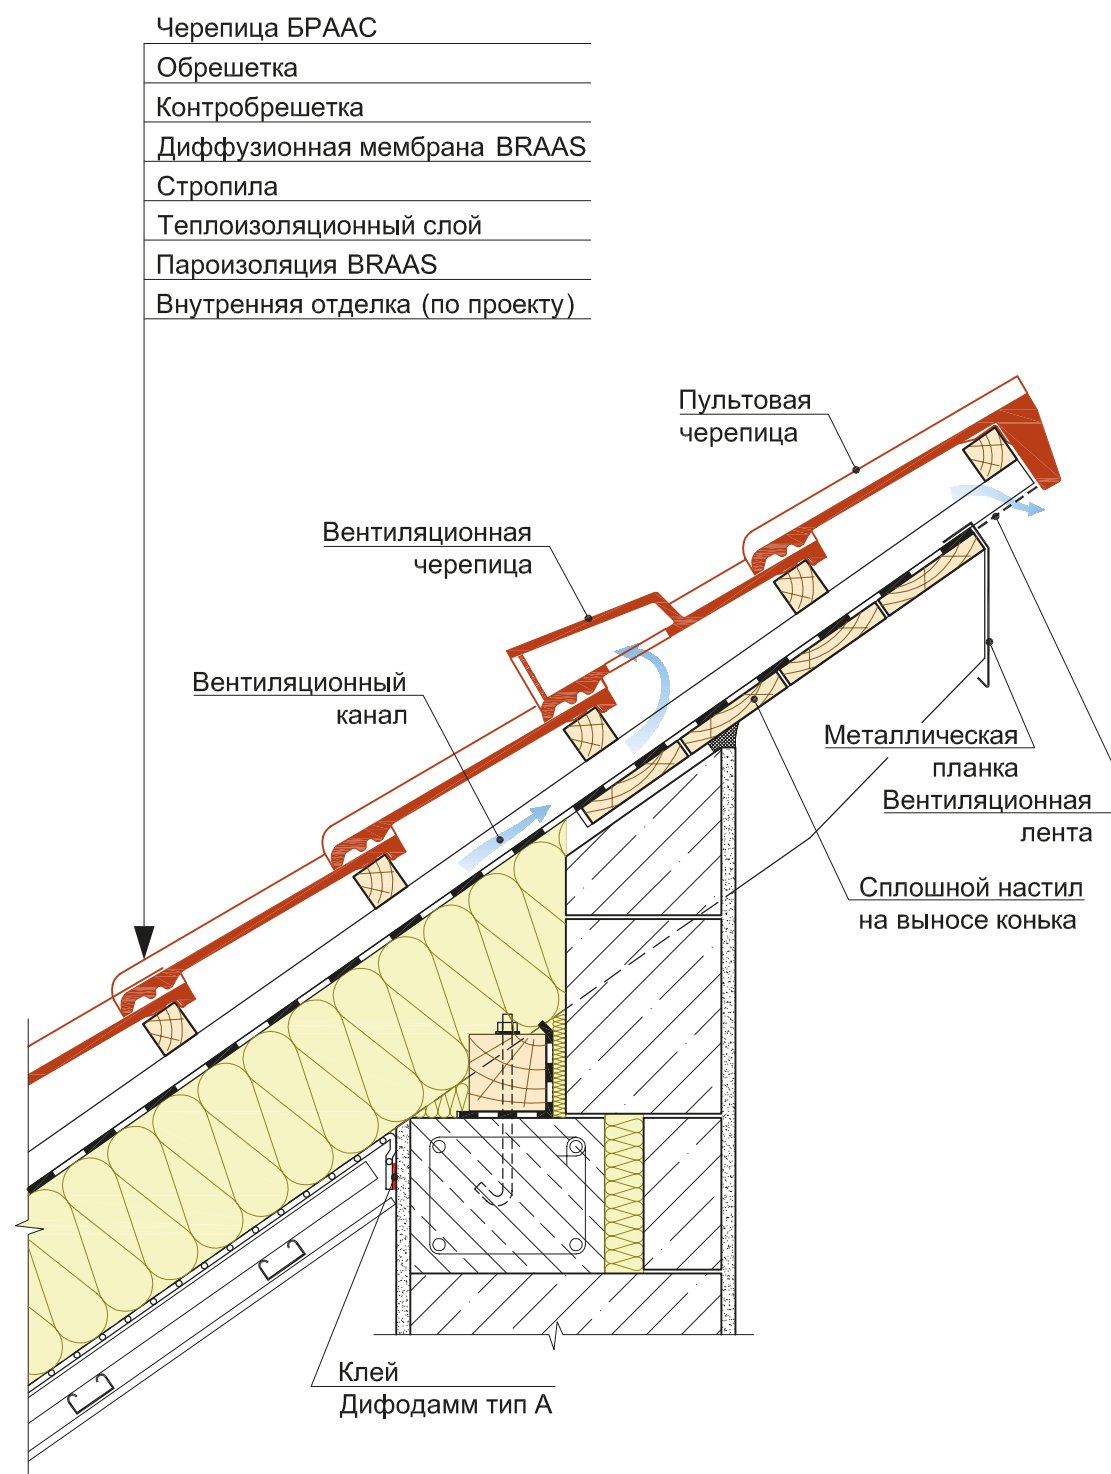 Черепица БРААС
Обрешетка
Контробрешетка
Диффузионная мембрана BRAAS
Стропила
Теплоизоляционный слой
Пароизоляция BRAAS
Внутренняя отделка (по проекту)
Пультовая
черепица
Вентиляционная
черепица
Вентиляционный
канал
Металлическая
планка
Вентиляционная
лента
Сплошной настил
на выносе конька
Клей
Дифодамм тип А